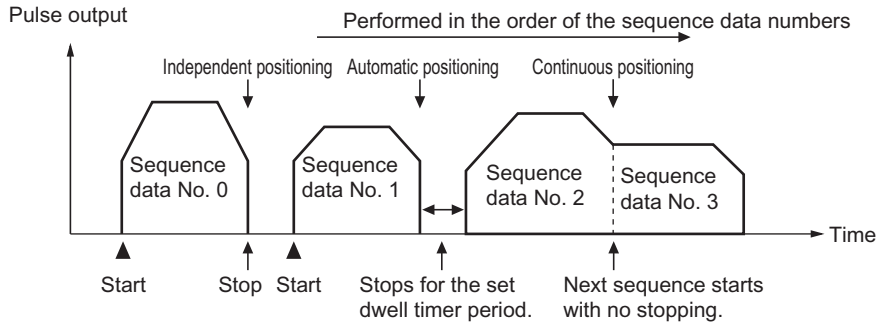 Pulse output
Performed in the order of the sequence data numbers
Independent positioning
Automatic positioning
Continuous positioning
Sequence
data No. 0
Sequence
data No. 1
Sequence
data No. 2
Sequence
data No. 3
Time
Start
Stop
Start
Stops for the set
dwell timer period.
Next sequence starts
with no stopping.